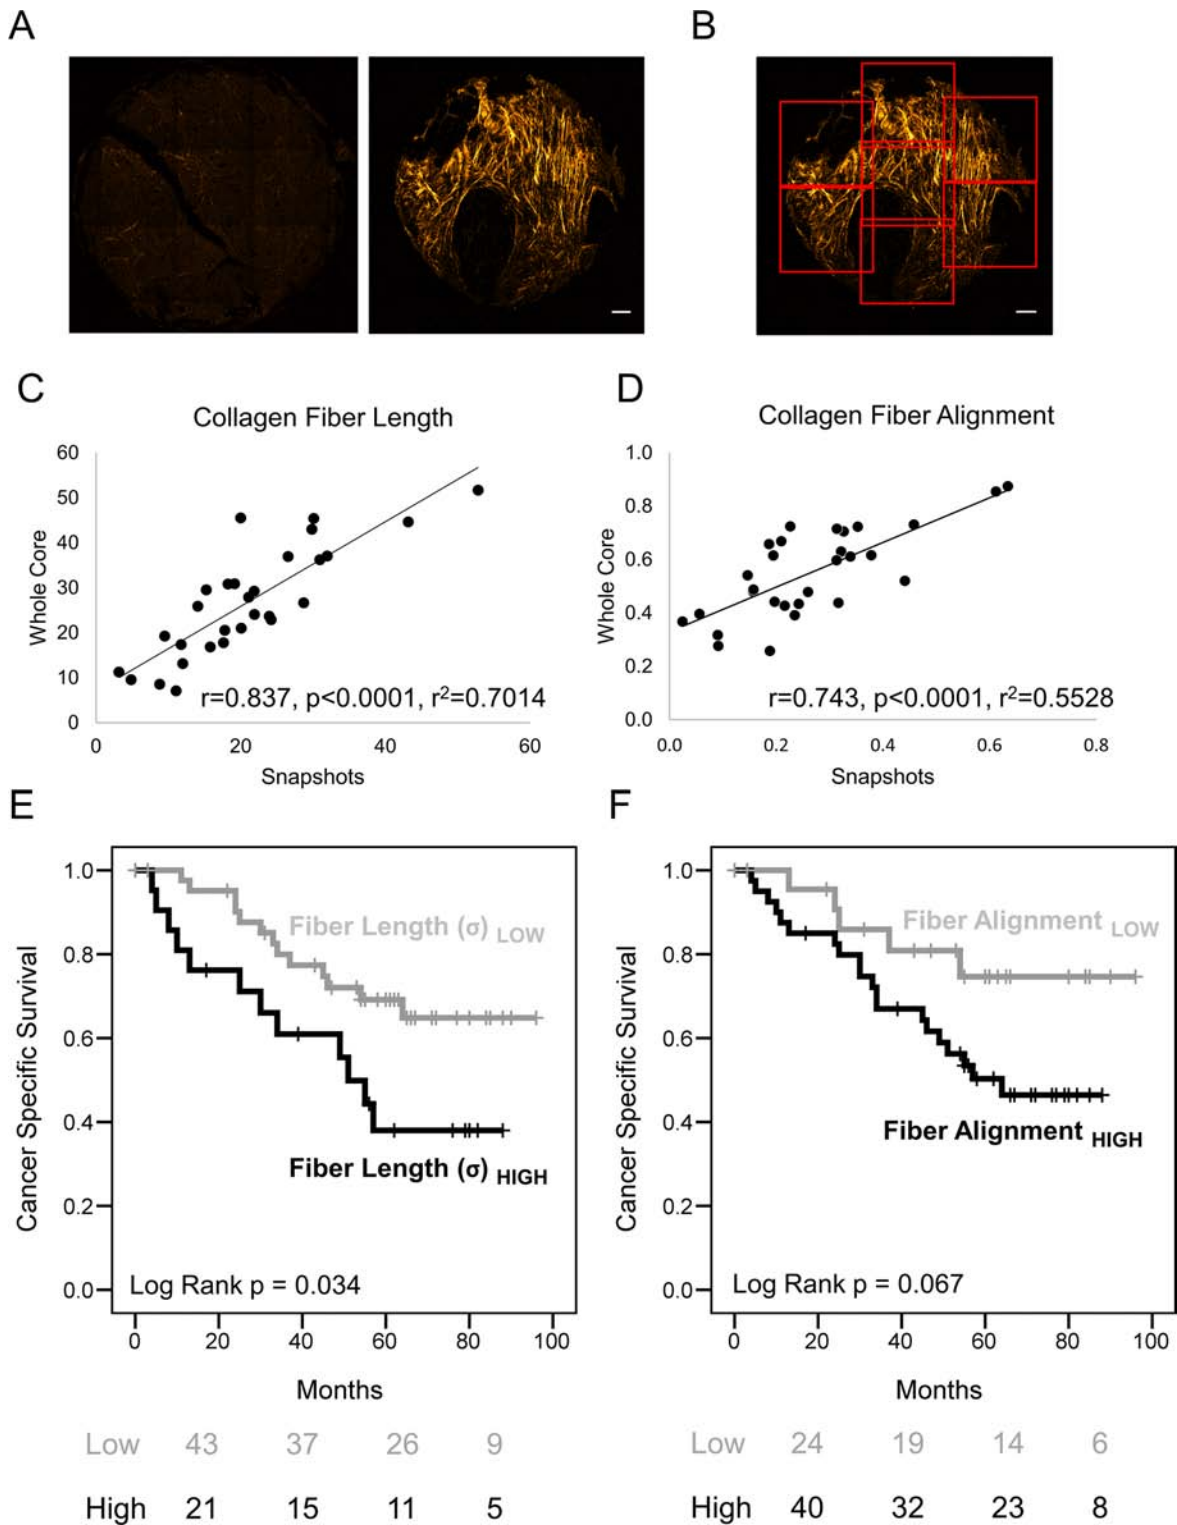 A
B
C
Collagen Fiber Length
60
50
40
30
20
10
0
Whole Core
r=0.837, p<0.0001, r²=0.7014
0 20 40 60
Snapshots
D
Collagen Fiber Alignment
1.0
0.8
0.6
0.4
0.2
0.0
Whole Core
r=0.743, p<0.0001, r²=0.5528
0.0 0.2 0.4 0.6 0.8
Snapshots
E
1.0
0.8
0.6
0.4
0.2
0.0
Cancer Specific Survival
Fiber Length (σ) LOW
Fiber Length (σ) HIGH
Log Rank p = 0.034
0 20 40 60 80 100
Months
Low 43 37 26 9
High 21 15 11 5
F
1.0
0.8
0.6
0.4
0.2
0.0
Cancer Specific Survival
Fiber Alignment LOW
Fiber Alignment HIGH
Log Rank p = 0.067
0 20 40 60 80 100
Months
Low 24 19 14 6
High 40 32 23 8